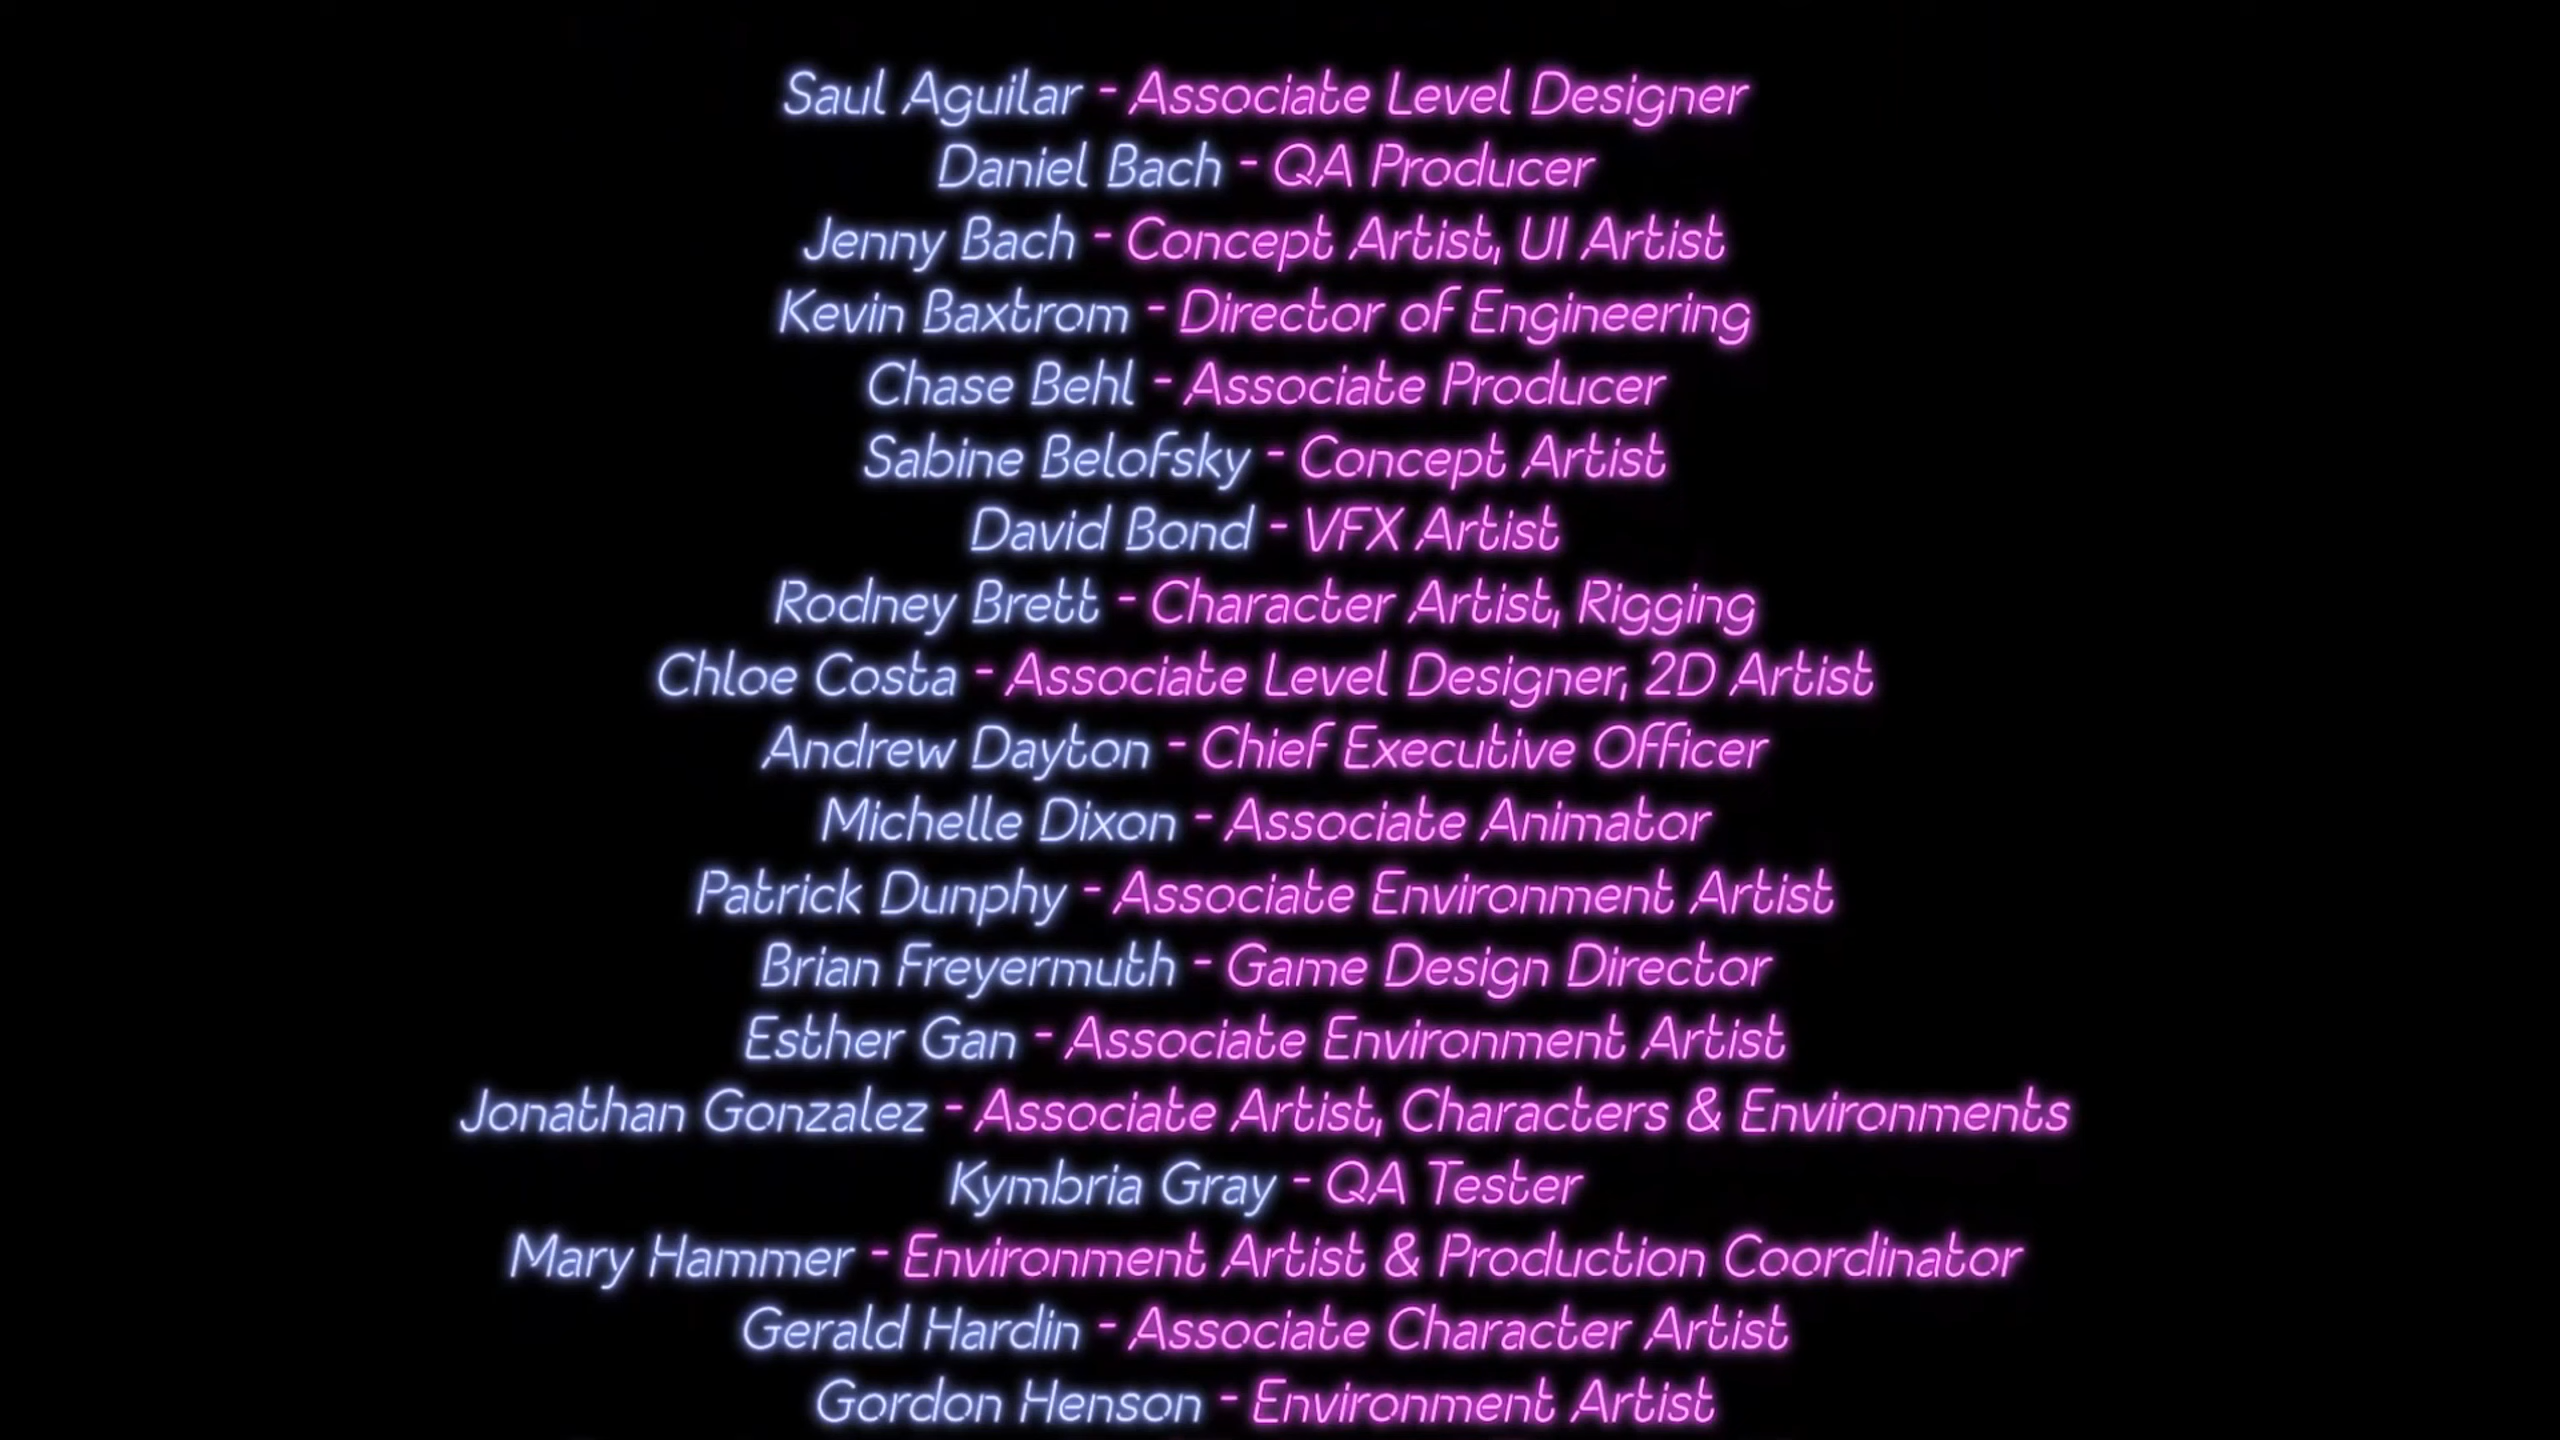 Saul Aguilar - Associate Level Designer
Daniel Bach - QA Producer
Jenny Bach - Concept Artist, UI Artist
Kevin Baxtrom - Director of Engineering
Chase Behl - Associate Producer
Sabine Belofsky - Concept Artist
David Bond - VFX Artist
Rodney Brett - Character Artist, Rigging
Chloe Costa - Associate Level Designer, 2D Artist
Andrew Dayton - Chief Executive Officer
Michelle Dixon - Associate Animator
Patrick Dunphy - Associate Environment Artist
Brian Freyermuth - Game Design Director
Esther Gan - Associate Environment Artist
Jonathan Gonzalez - Associate Artist, Characters & Environments
Kymbria Gray - QA Tester
Mary Hammer - Environment Artist & Production Coordinator
Gerald Hardin - Associate Character Artist
Gordon Henson - Environment Artist